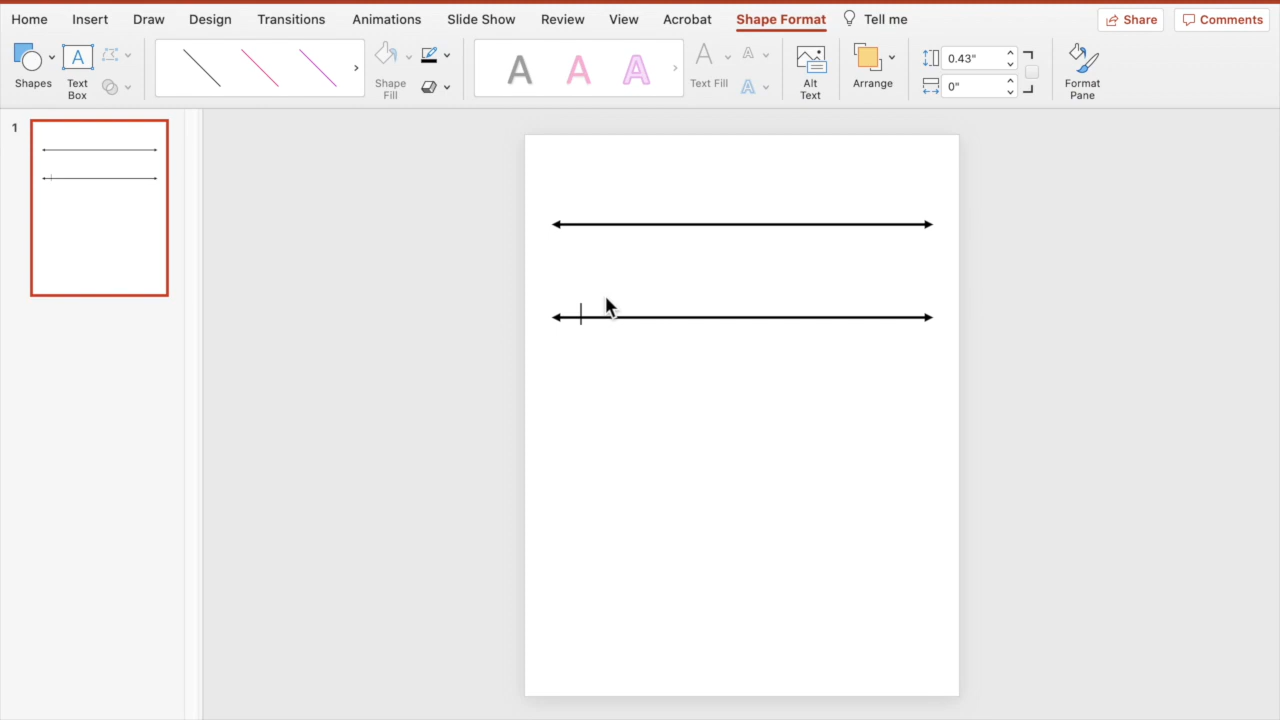 Home Insert Draw Design Transitions Animations Slide Show Review View Acrobat Shape Format Tell me Share Comments
Shapes Text Box Shape Fill A A A Text Fill Alt Text Arrange 0.43" 0" Format Pane
1